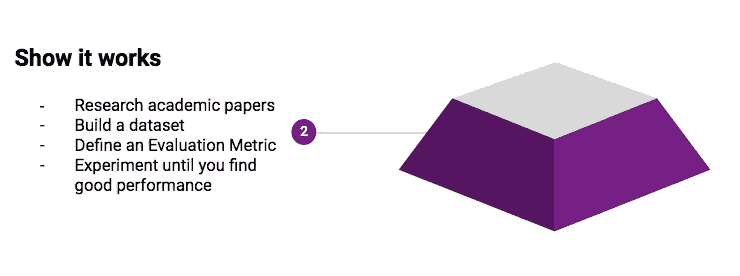 Show it works
- Research academic papers
- Build a dataset
- Define an Evaluation Metric
- Experiment until you find
good performance
2